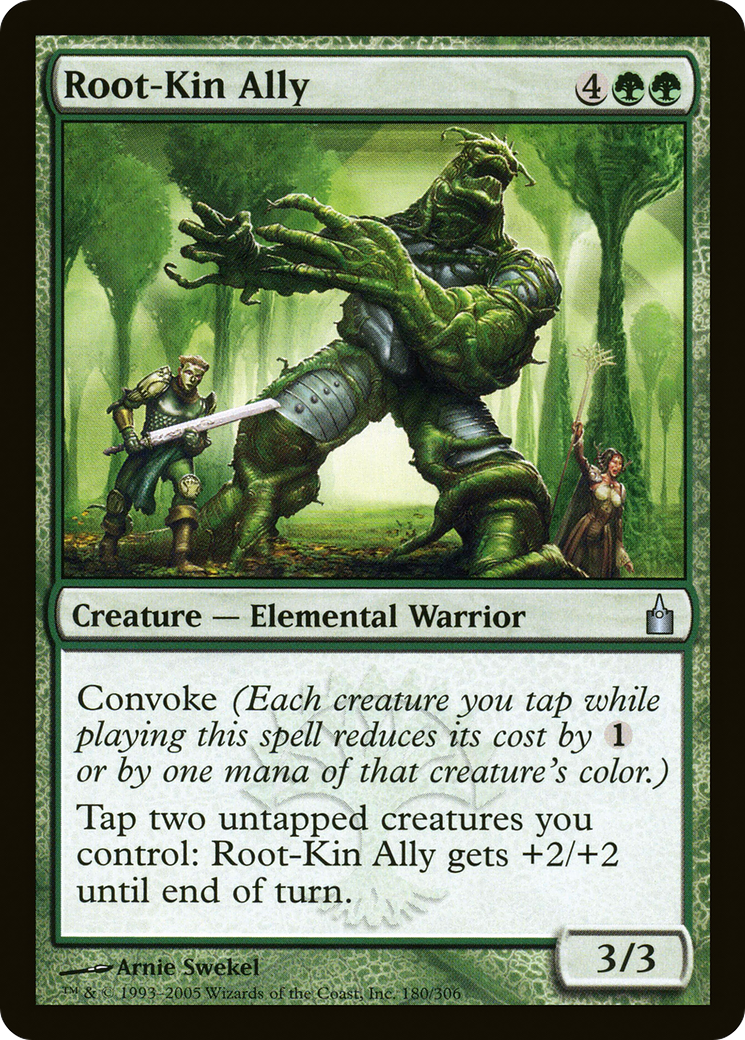 Root-Kin Ally 4
Creature — Elemental Warrior
Convoke (Each creature you tap while
playing this spell reduces its cost by 1
or by one mana of that creature's color.)
Tap two untapped creatures you
control: Root-Kin Ally gets +2/+2
until end of turn.
3/3
Arnie Swekel
™ & © 1993–2005 Wizards of the Coast, Inc. 180/306